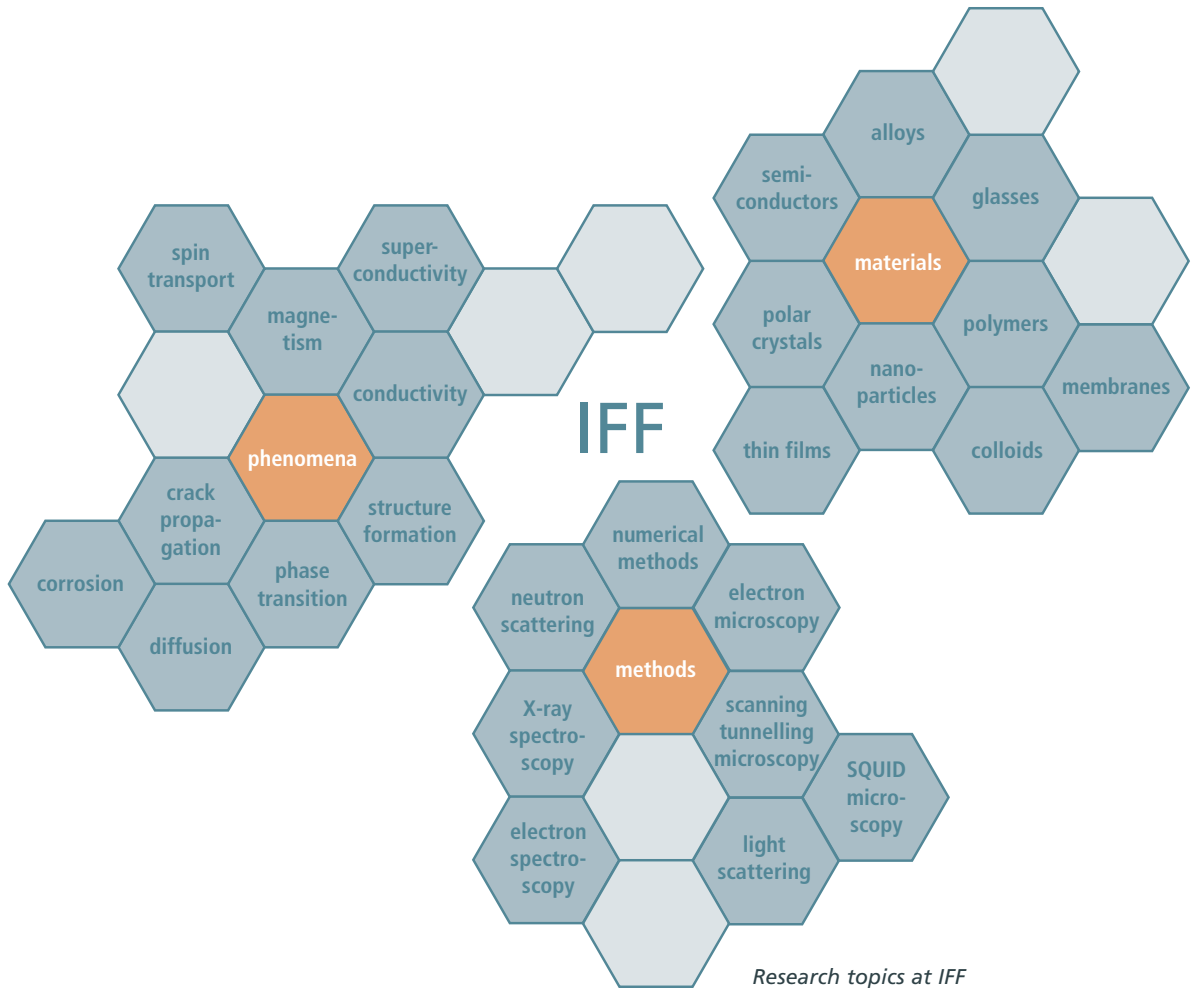 alloys
semi-
conductors
glasses
materials
polar
crystals
polymers
nano-
particles
membranes
thin films
colloids
spin
transport
super-
conductivity
magne-
tism
conductivity
phenomena
crack
propa-
gation
structure
formation
corrosion
phase
transition
diffusion
IFF
numerical
methods
neutron
scattering
electron
microscopy
methods
X-ray
spectro-
scopy
scanning
tunnelling
microscopy
SQUID
micro-
scopy
electron
spectro-
scopy
light
scattering
Research topics at IFF